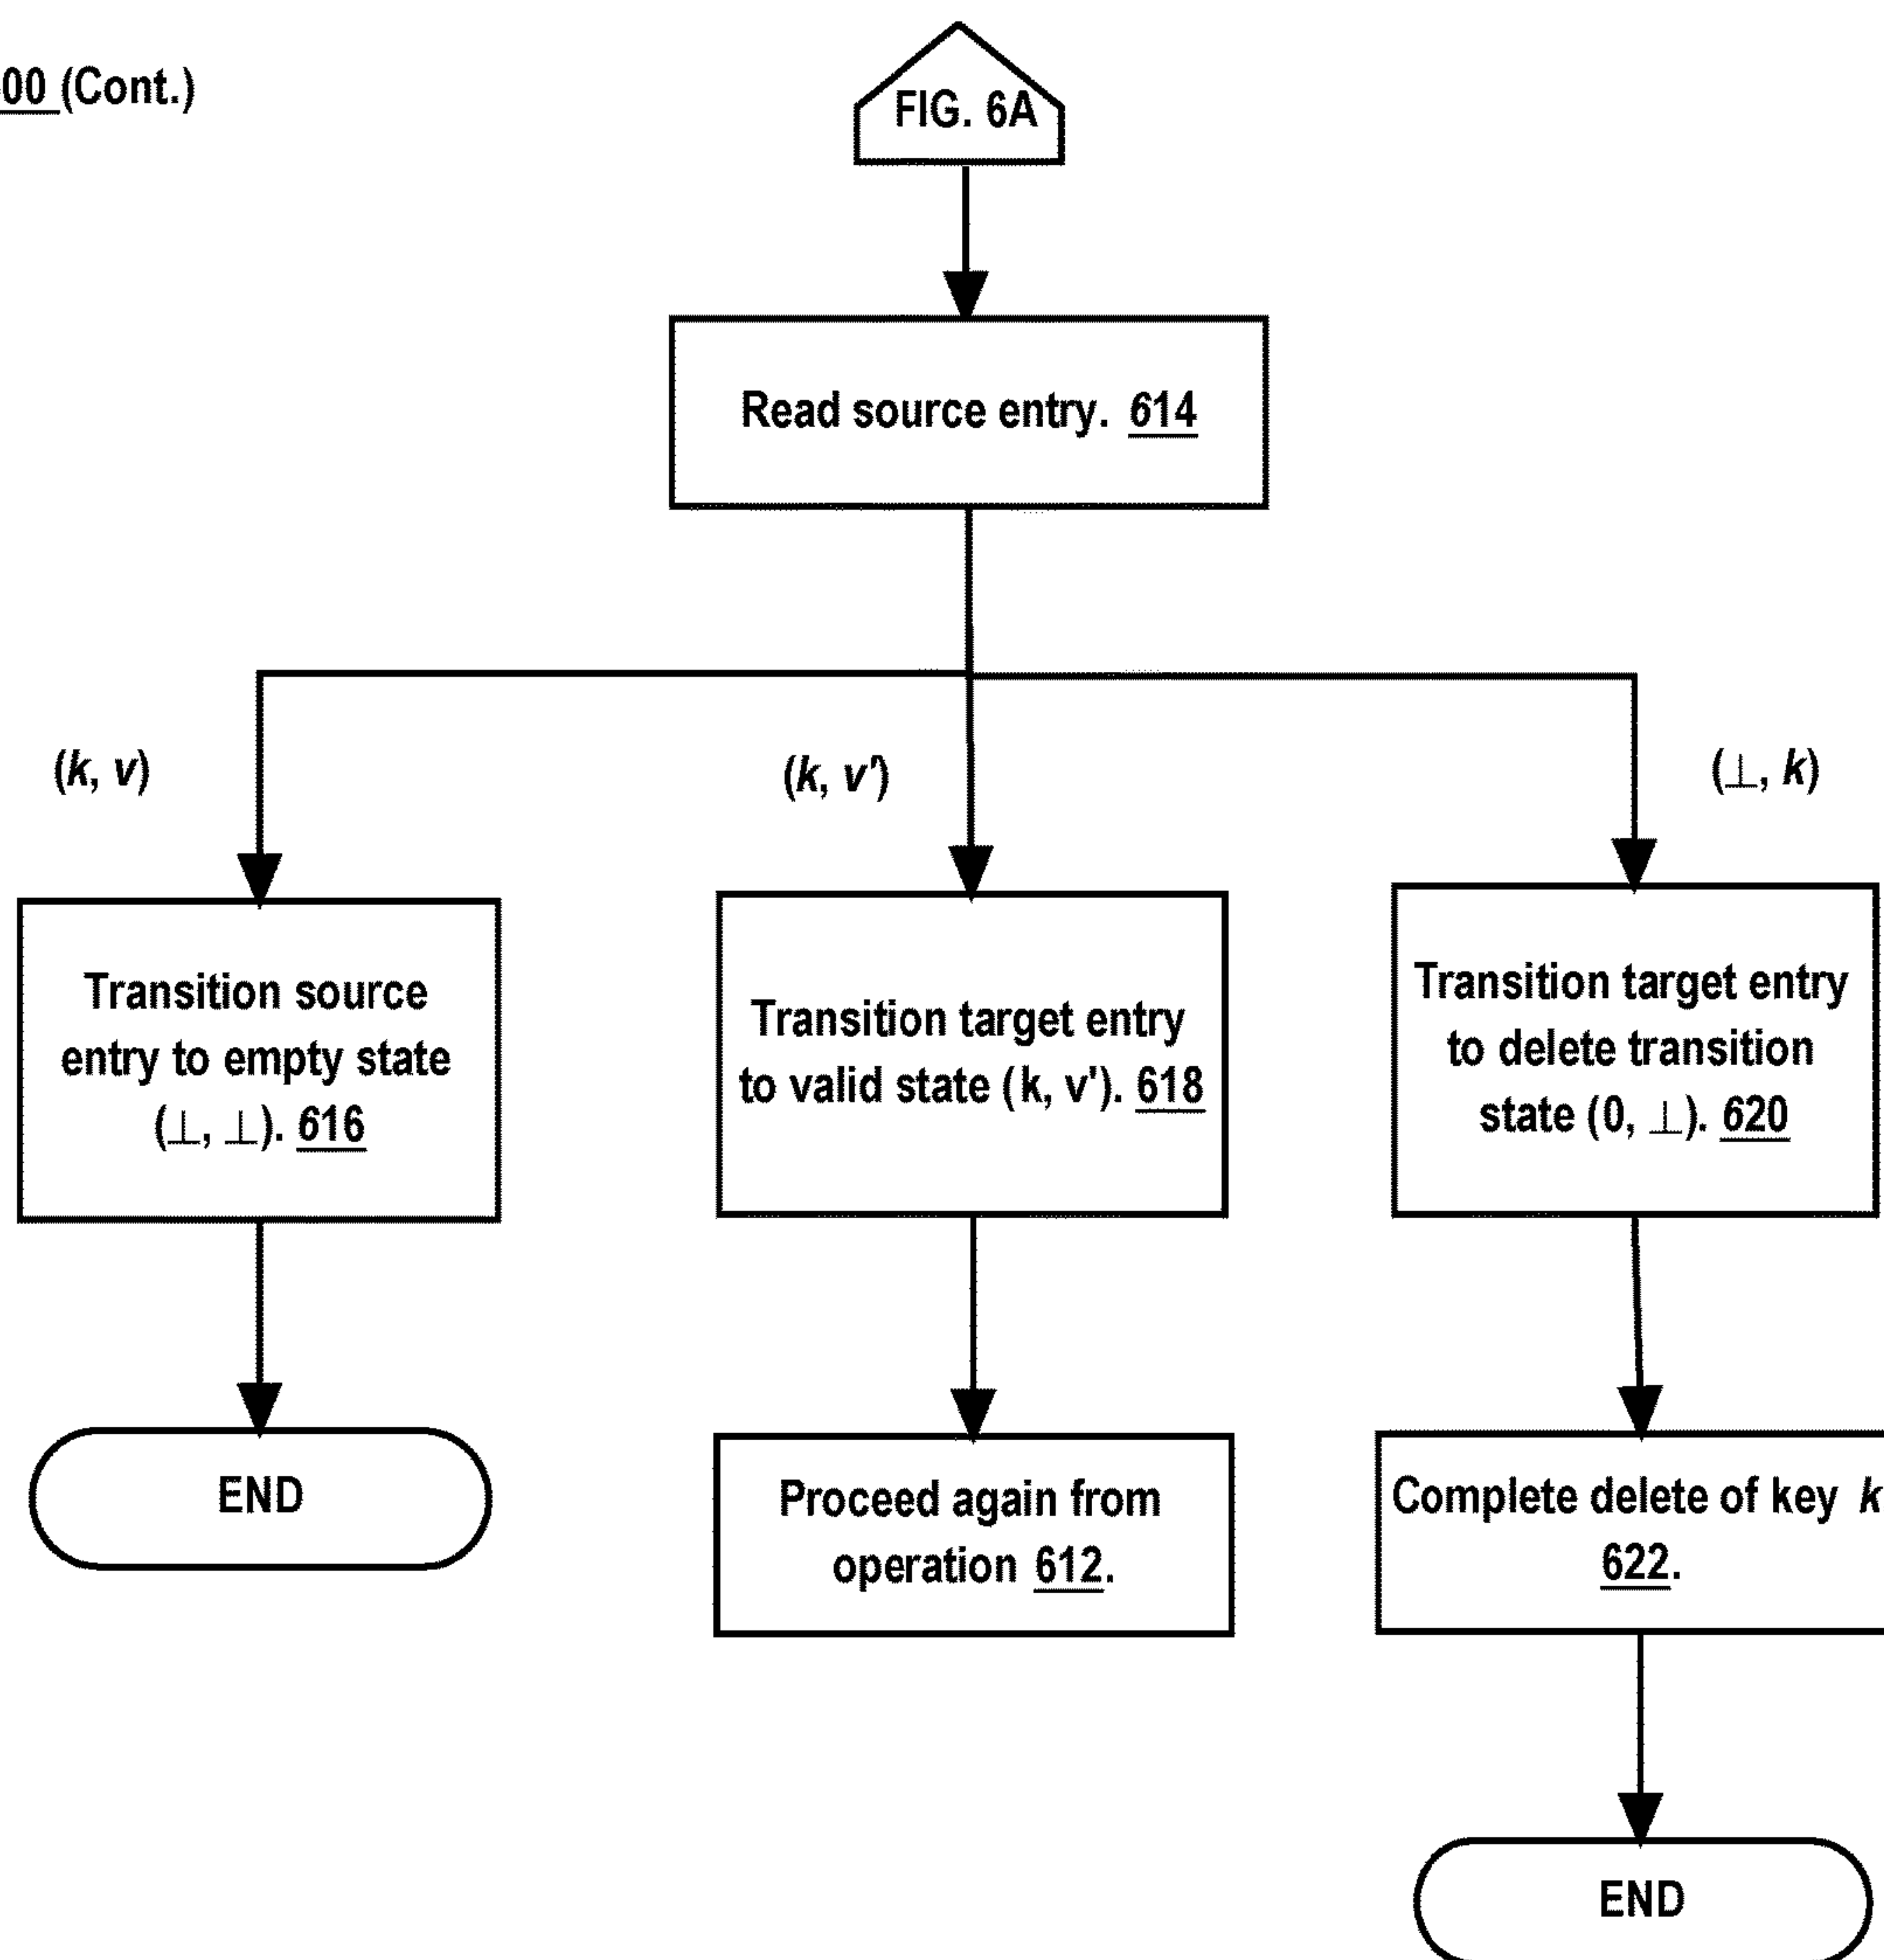 00 (Cont.)
FIG. 6A
Read source entry. 614
(k, v)
(k, v')
(⊥, k)
Transition source
entry to empty state
(⊥, ⊥). 616
Transition target entry
to valid state (k, v'). 618
Transition target entry
to delete transition
state (0, ⊥). 620
END
Proceed again from
operation 612.
Complete delete of key k
622.
END